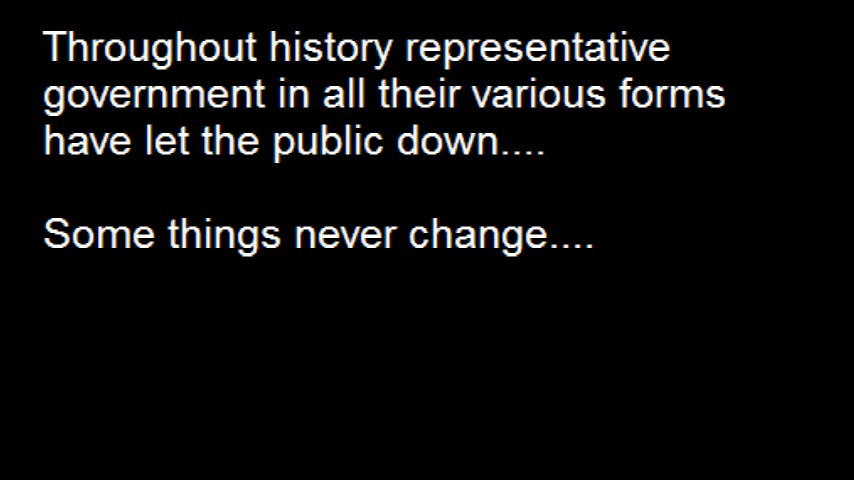 Throughout history representative
government in all their various forms
have let the public down....
Some things never change....